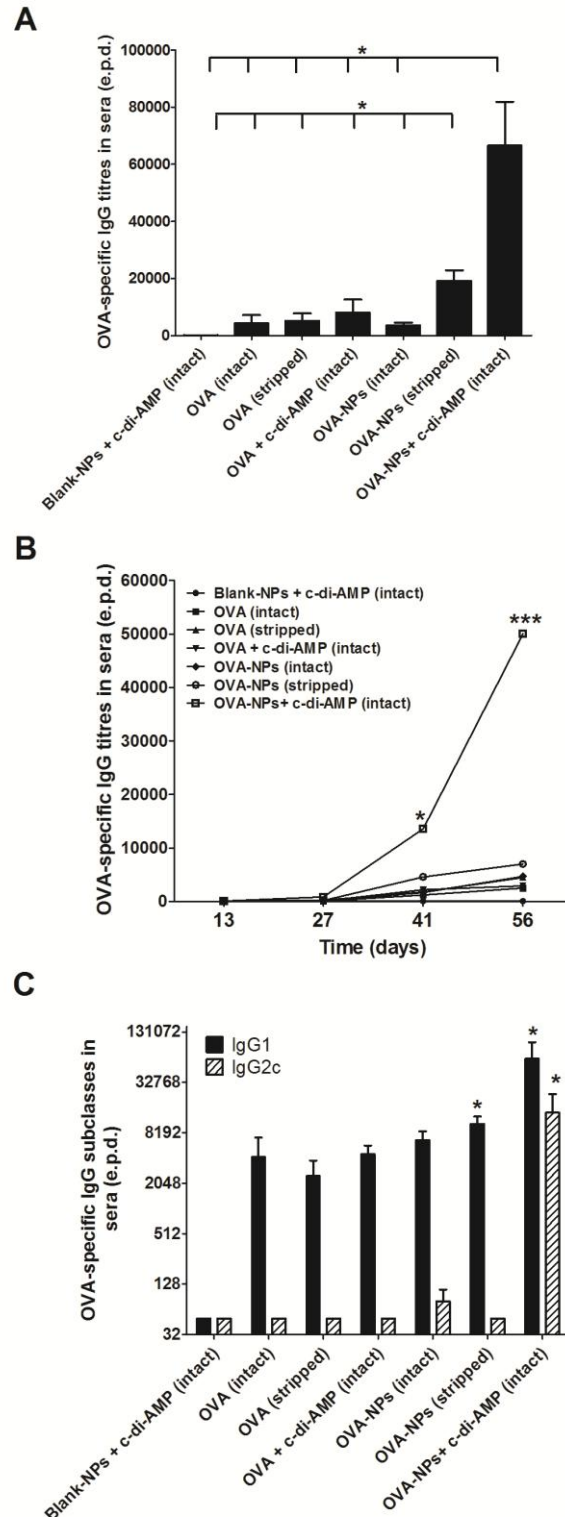 A
OVA-specific IgG titres in sera (e.p.d.)
100000
80000
60000
40000
20000
0
*
*
Blank-NPs + c-di-AMP (intact)
OVA (intact)
OVA (stripped)
OVA + c-di-AMP (intact)
OVA-NPs (intact)
OVA-NPs (stripped)
OVA-NPs+ c-di-AMP (intact)
B
OVA-specific IgG titres in sera (e.p.d.)
60000
50000
40000
30000
20000
10000
0
Blank-NPs + c-di-AMP (intact)
OVA (intact)
OVA (stripped)
OVA + c-di-AMP (intact)
OVA-NPs (intact)
OVA-NPs (stripped)
OVA-NPs+ c-di-AMP (intact)
***
*
13 27 41 56
Time (days)
C
OVA-specific IgG subclasses in
sera (e.p.d.)
131072
32768
8192
2048
512
128
32
IgG1
IgG2c
*
*
*
Blank-NPs + c-di-AMP (intact)
OVA (intact)
OVA (stripped)
OVA + c-di-AMP (intact)
OVA-NPs (intact)
OVA-NPs (stripped)
OVA-NPs+ c-di-AMP (intact)